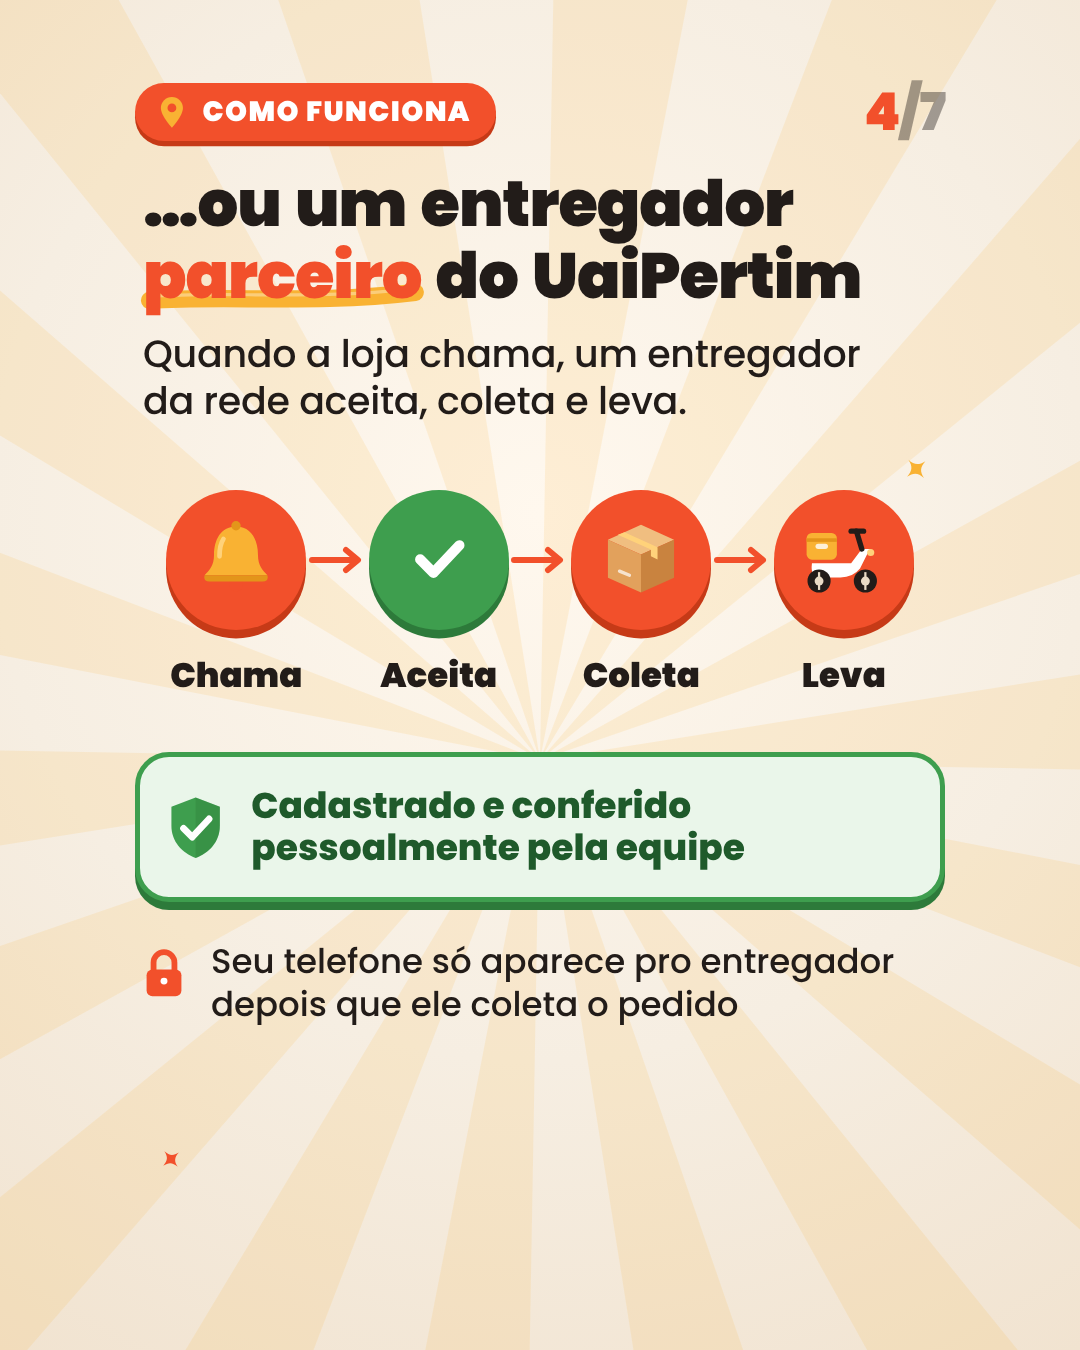 COMO FUNCIONA
4/7
...ou um entregador
parceiro do UaiPertim
Quando a loja chama, um entregador
da rede aceita, coleta e leva.
Chama
Aceita
Coleta
Leva
Cadastrado e conferido
pessoalmente pela equipe
Seu telefone só aparece pro entregador
depois que ele coleta o pedido